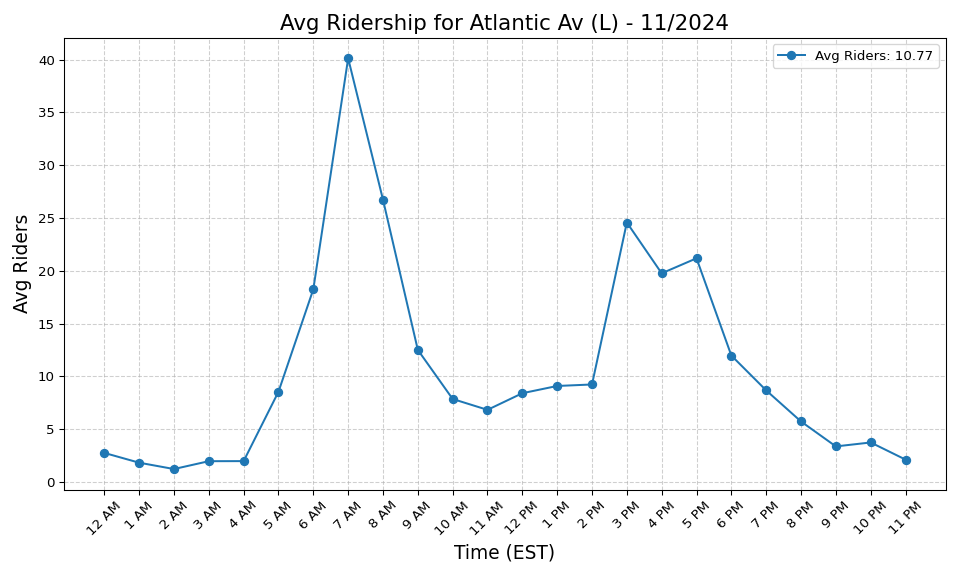 Avg Ridership for Atlantic Av (L) - 11/2024
Avg Riders: 10.77
Avg Riders
40
35
30
25
20
15
10
5
0
12 AM
1 AM
2 AM
3 AM
4 AM
5 AM
6 AM
7 AM
8 AM
9 AM
10 AM
11 AM
12 PM
1 PM
2 PM
3 PM
4 PM
5 PM
6 PM
7 PM
8 PM
9 PM
10 PM
11 PM
Time (EST)